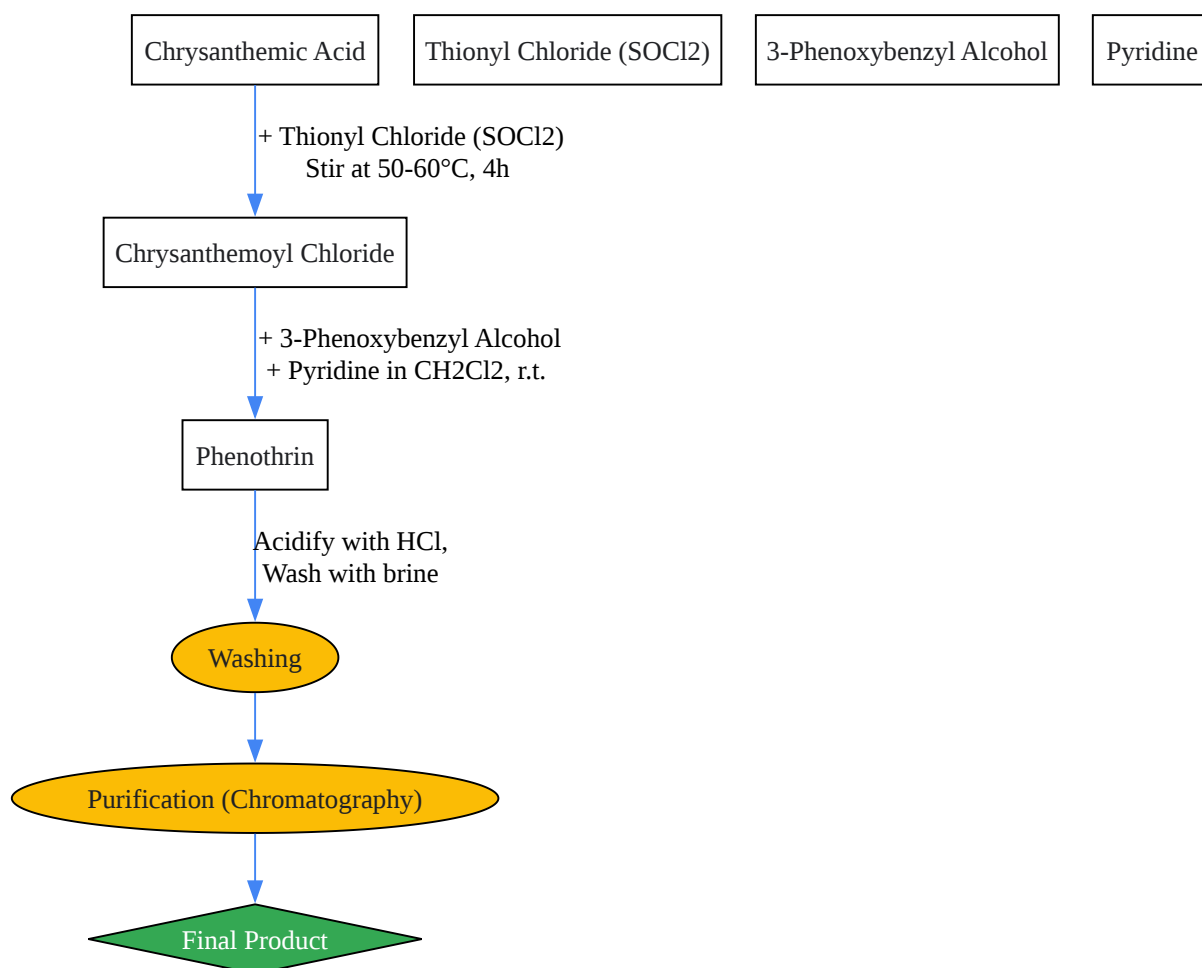 Chrysanthemic Acid
Thionyl Chloride (SOCl2)
3-Phenoxybenzyl Alcohol
Pyridine
+ Thionyl Chloride (SOCl2)
Stir at 50-60°C, 4h
Chrysanthemoyl Chloride
+ 3-Phenoxybenzyl Alcohol
+ Pyridine in CH2Cl2, r.t.
Phenothrin
Acidify with HCl,
Wash with brine
Washing
Purification (Chromatography)
Final Product